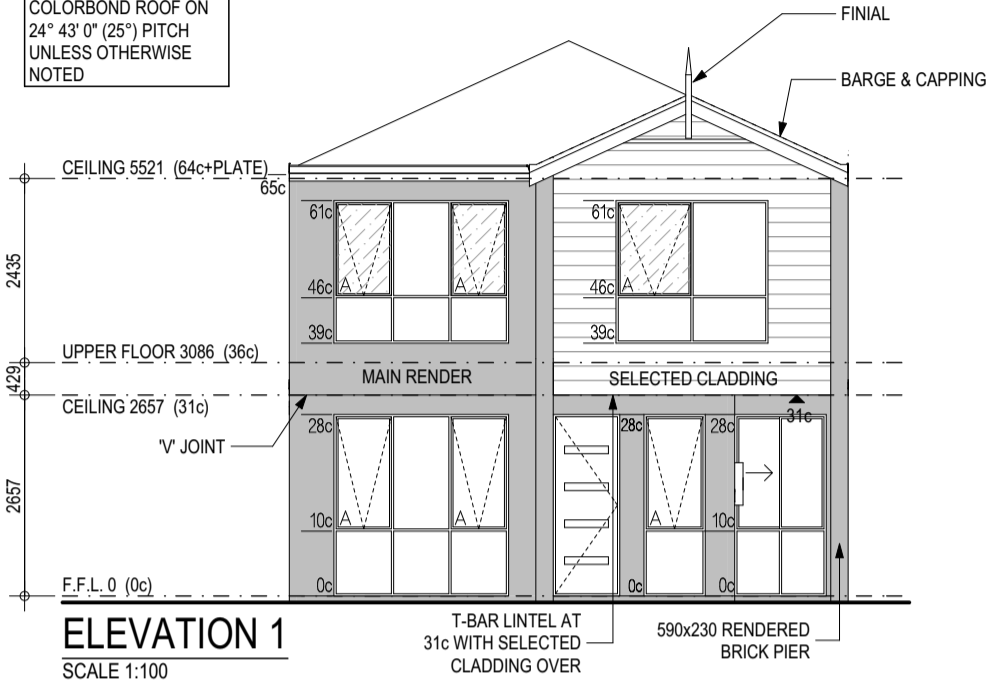 COLORBOND ROOF ON
24° 43' 0" (25°) PITCH
UNLESS OTHERWISE
NOTED
FINIAL
BARGE & CAPPING
CEILING 5521 (64c+PLATE)
65c
61c
61c
2435
46c
A
A
46c
A
39c
39c
UPPER FLOOR 3086 (36c)
429
MAIN RENDER
SELECTED CLADDING
CEILING 2657 (31c)
31c
28c
28c
28c
'V' JOINT
2657
10c
A
A
A
10c
F.F.L. 0 (0c)
0c
0c
0c
ELEVATION 1
SCALE 1:100
T-BAR LINTEL AT
31c WITH SELECTED
CLADDING OVER
590x230 RENDERED
BRICK PIER